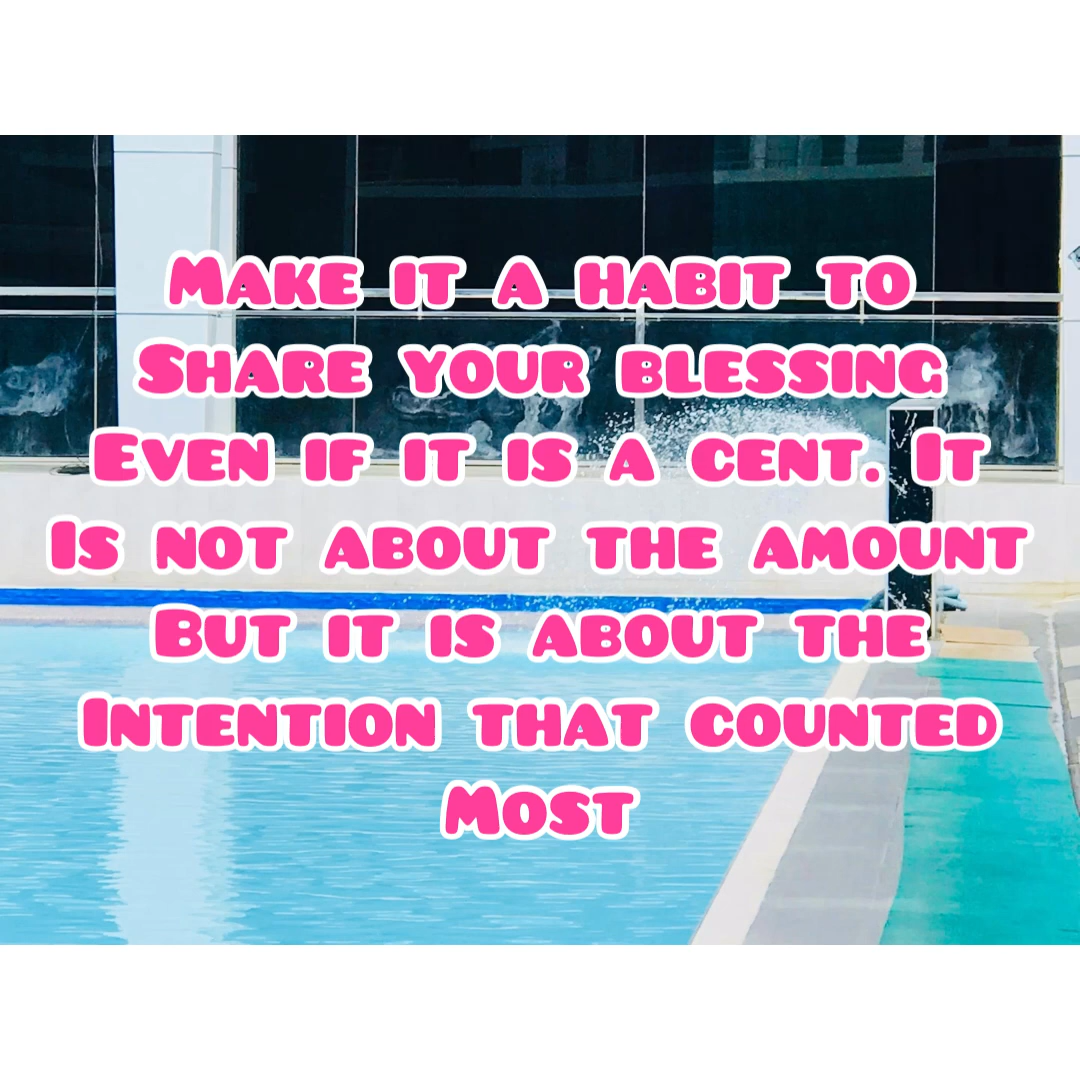 Make it a habit to
Share your blessing
Even if it is a cent. It
Is not about the amount
But it is about the
Intention that counted
Most